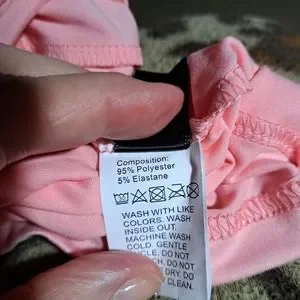 Composition:
95% Polyester
5% Elastane
WASH WITH LIKE
COLORS. WASH
INSIDE OUT.
MACHINE WASH
COLD. GENTLE
CYCLE. DO NOT
DO NOT
DRY DO
CLEAN